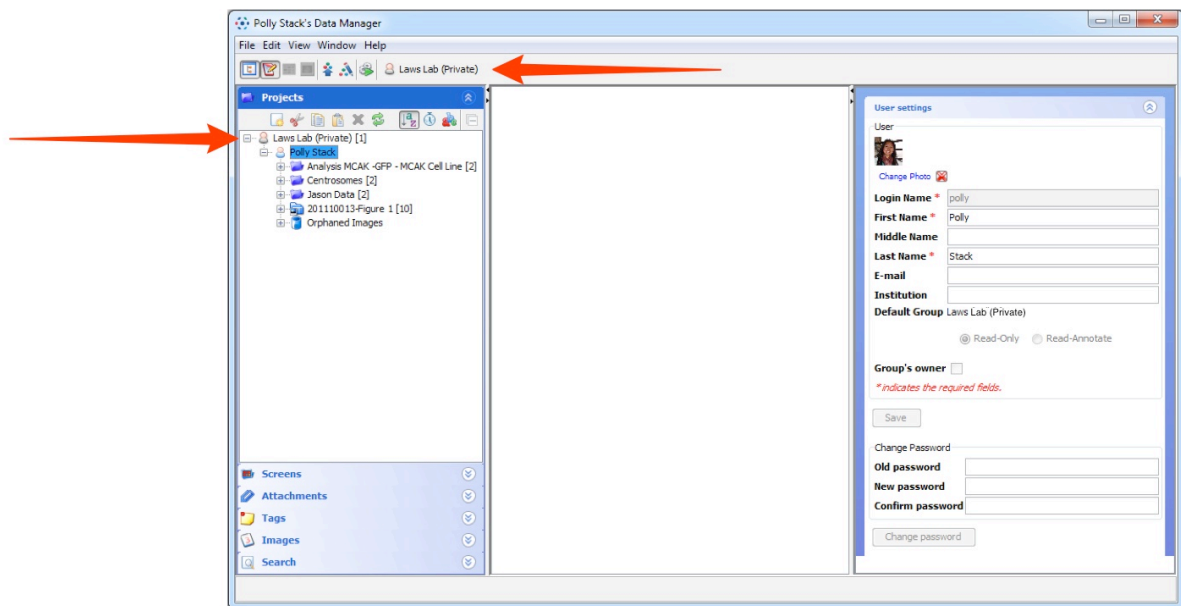 Polly Stack's Data Manager
File Edit View Window Help
Laws Lab (Private)
Projects
Laws Lab (Private) [1]
Polly Stack
Analysis MCAK -GFP - MCAK Cell Line [2]
Centrosomes [2]
Jason Data [2]
201110013-Figure 1 [10]
Orphaned Images
Screens
Attachments
Tags
Images
Search
User settings
User
Change Photo
Login Name * polly
First Name * Polly
Middle Name
Last Name * Stack
E-mail
Institution
Default Group Laws Lab (Private)
Read-Only Read-Annotate
Group's owner
* indicates the required fields.
Save
Change Password
Old password
New password
Confirm password
Change password